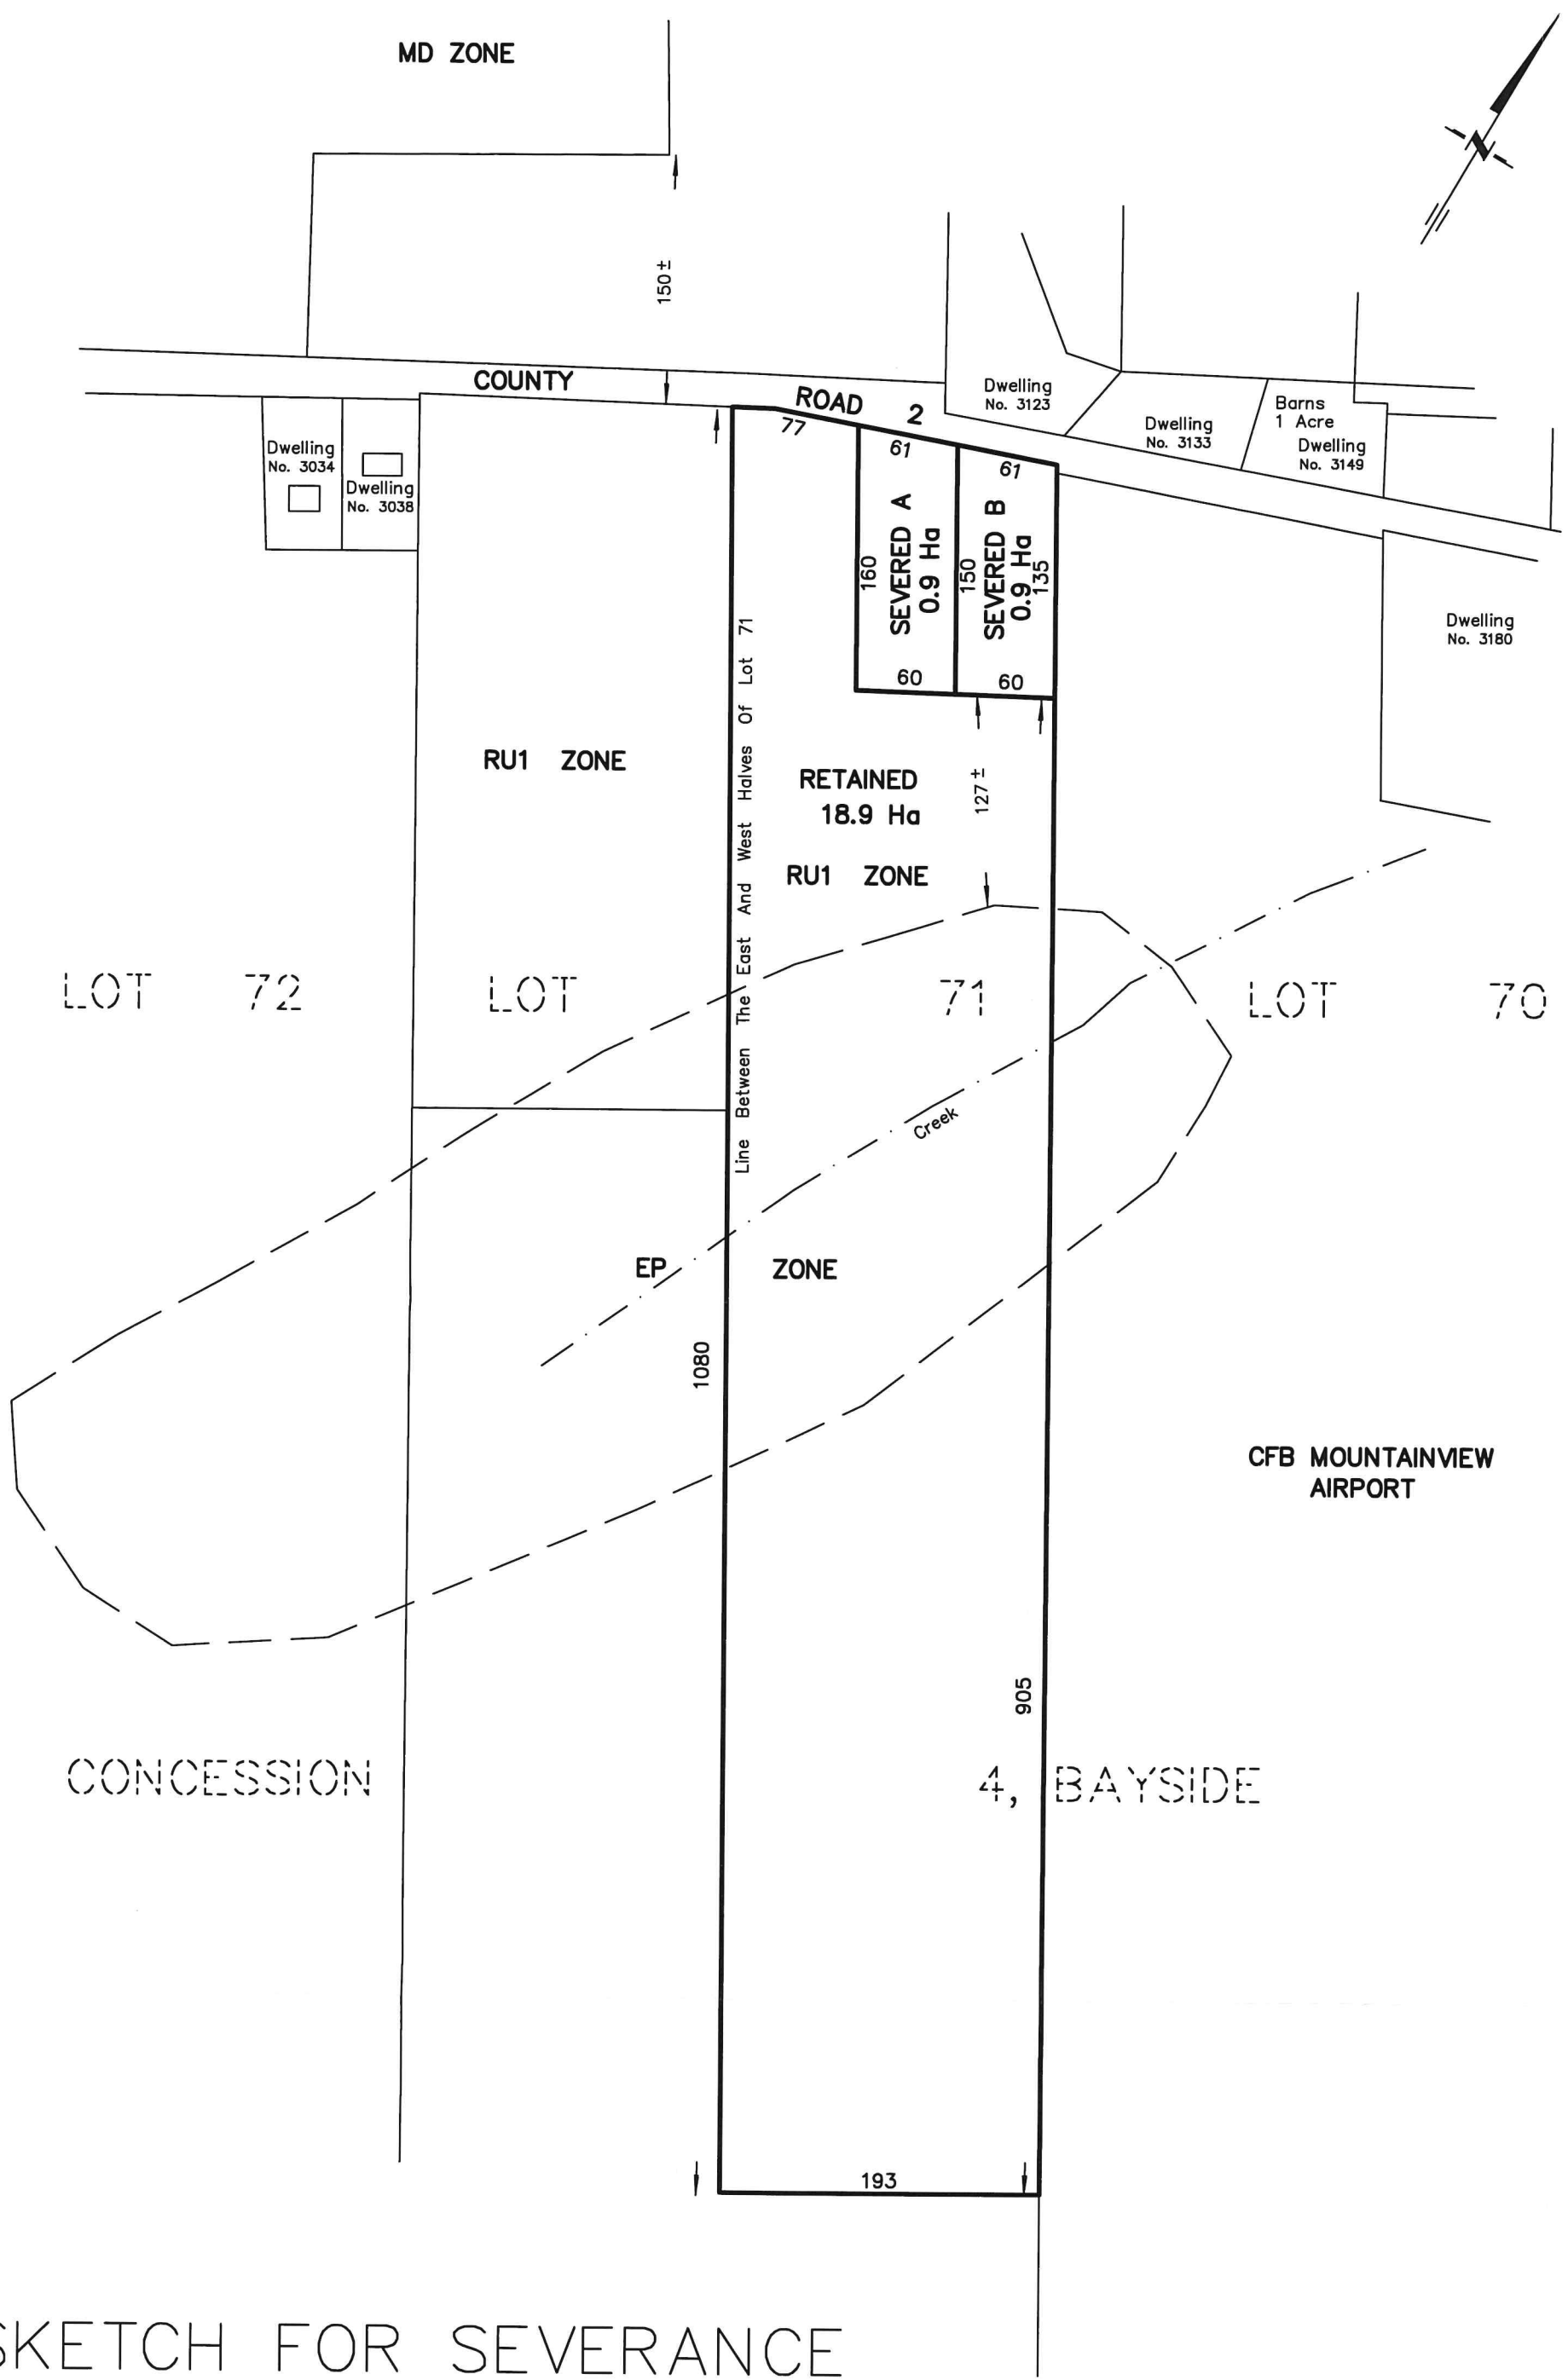 MD ZONE
N
150±
COUNTY ROAD 2
Dwelling
No. 3123
Dwelling
No. 3133
Barns
1 Acre
Dwelling
No. 3149
Dwelling
No. 3034
Dwelling
No. 3038
77
61
61
160
SEVERED A
0.9 Ha
150
SEVERED B
0.9 Ha
135
60
60
Dwelling
No. 3180
Line Between The East And West Halves Of Lot 71
RU1 ZONE
RETAINED
18.9 Ha
127±
RU1 ZONE
LOT 72
LOT 71
LOT 70
Creek
EP ZONE
1080
CFB MOUNTAINVIEW
AIRPORT
905
CONCESSION 4, BAYSIDE
193
SKETCH FOR SEVERANCE